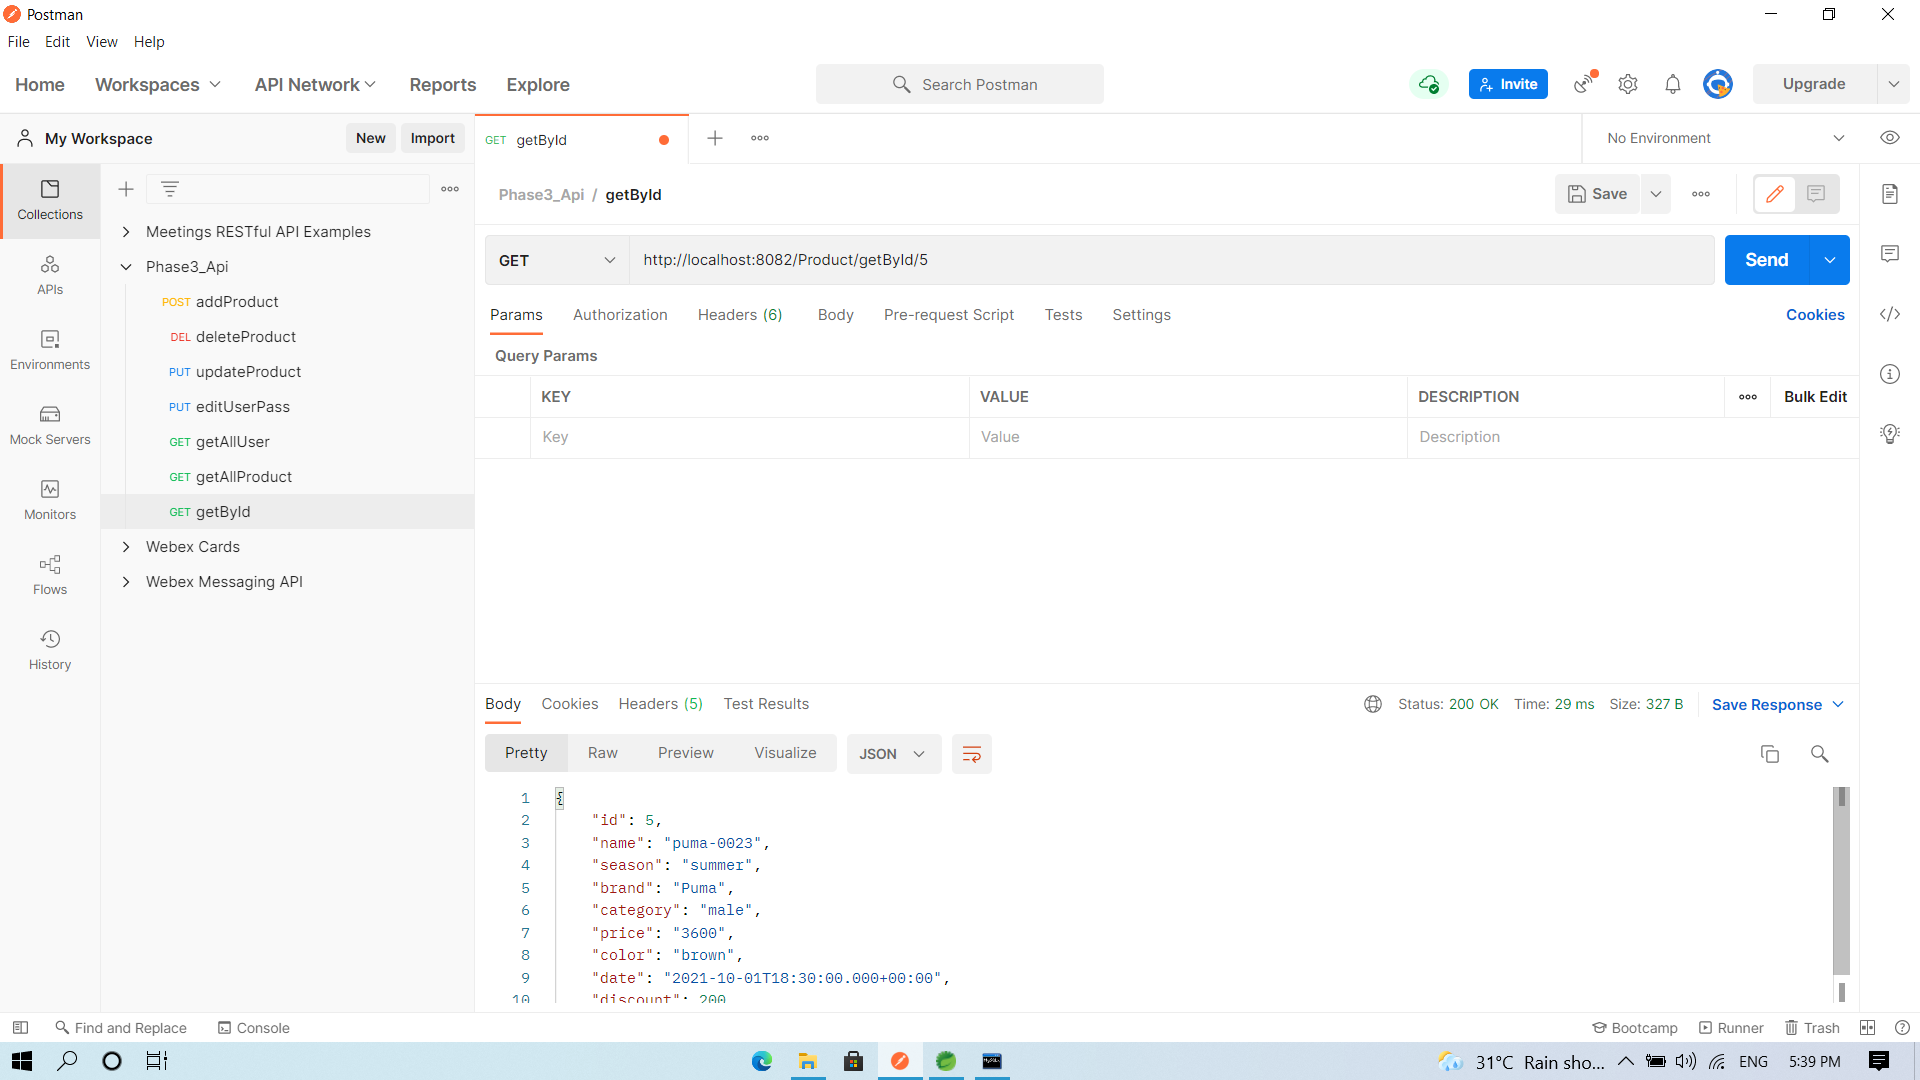 Postman
File Edit View Help
Home Workspaces API Network Reports Explore
Search Postman
Invite
Upgrade
My Workspace
New
Import
GET getById
No Environment
Collections
APIs
Environments
Mock Servers
Monitors
Flows
History
Meetings RESTful API Examples
Phase3_Api
POST addProduct
DEL deleteProduct
PUT updateProduct
PUT editUserPass
GET getAllUser
GET getAllProduct
GET getById
Webex Cards
Webex Messaging API
Phase3_Api / getById
Save
GET
http://localhost:8082/Product/getById/5
Send
Params Authorization Headers (6) Body Pre-request Script Tests Settings
Cookies
Query Params
KEY VALUE DESCRIPTION
Bulk Edit
Key Value Description
Body Cookies Headers (5) Test Results
Status: 200 OK Time: 29 ms Size: 327 B
Save Response
Pretty Raw Preview Visualize
JSON
1 {
2 "id": 5,
3 "name": "puma-0023",
4 "season": "summer",
5 "brand": "Puma",
6 "category": "male",
7 "price": "3600",
8 "color": "brown",
9 "date": "2021-10-01T18:30:00.000+00:00",
10 "discount": 200
Find and Replace
Console
Bootcamp
Runner
Trash
31°C Rain sho...
ENG
5:39 PM